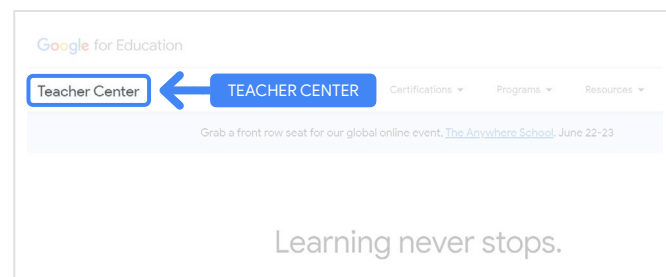 Google for Education
Teacher Center TEACHER CENTER Certifications Programs Resources
Grab a front row seat for our global online event, The Anywhere School. June 22-23
Learning never stops.